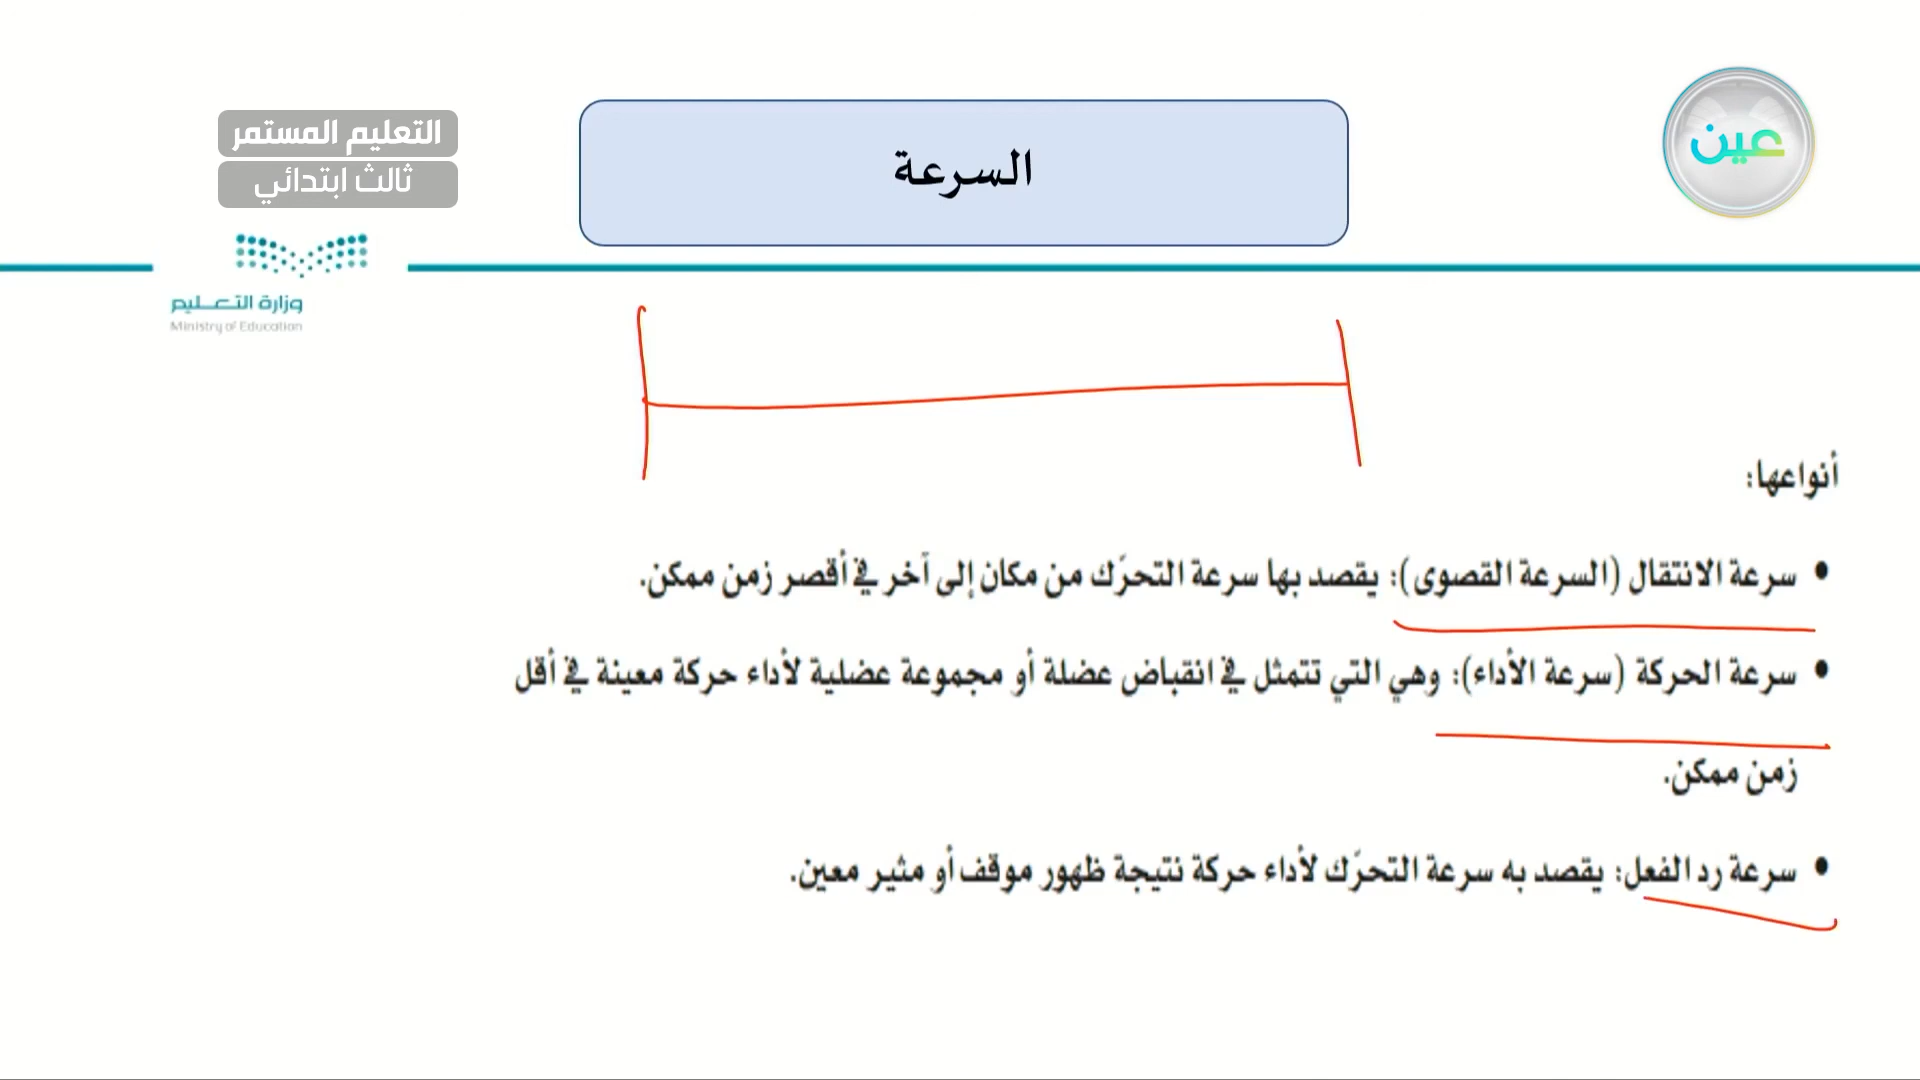 التعليم المستمر
ثالث ابتدائي
السرعة
عين
وزارة التعليم
Ministry of Education
أنواعها:
• سرعة الانتقال (السرعة القصوى): يقصد بها سرعة التحرّك من مكان إلى آخر في أقصر زمن ممكن.
• سرعة الحركة (سرعة الأداء): وهي التي تتمثل في انقباض عضلة أو مجموعة عضلية لأداء حركة معينة في أقل
زمن ممكن.
• سرعة رد الفعل: يقصد به سرعة التحرّك لأداء حركة نتيجة ظهور موقف أو مثير معين.